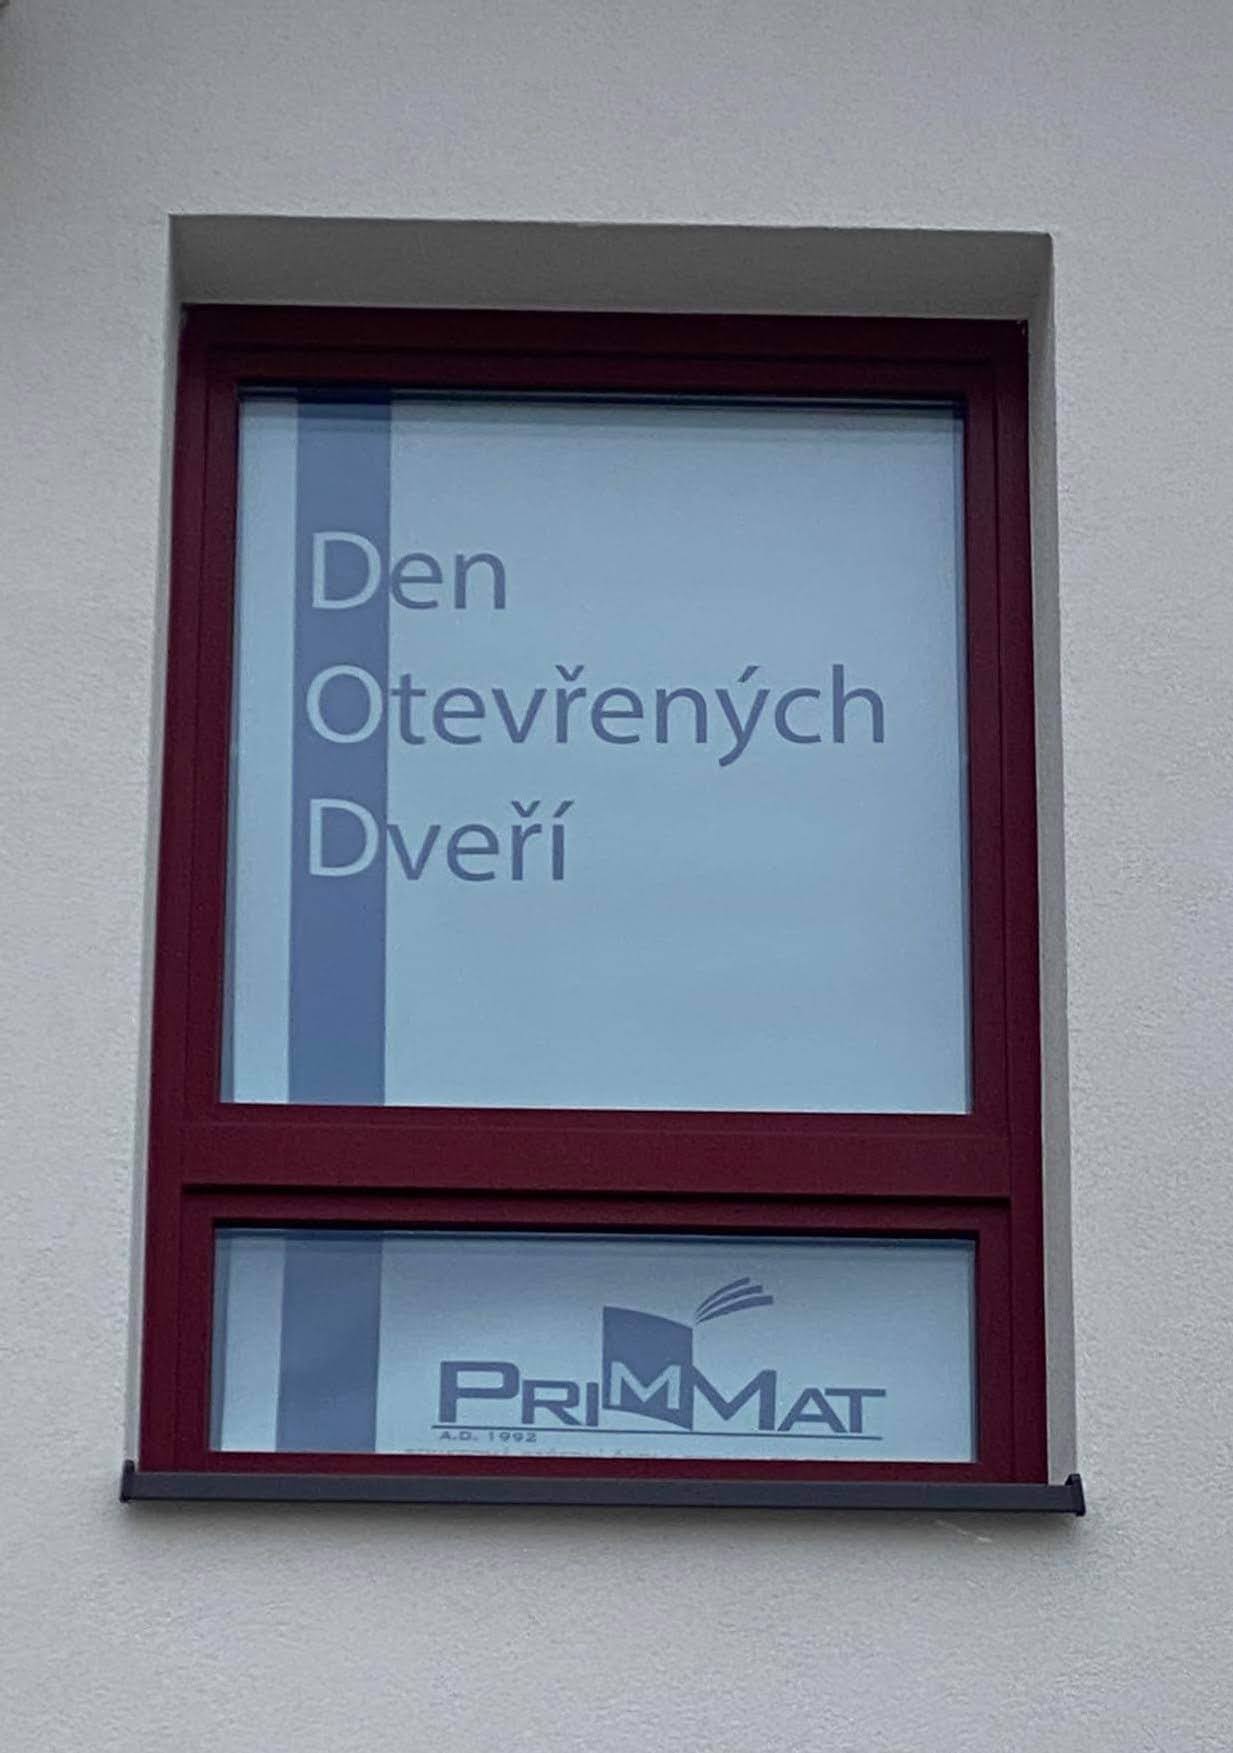 Den
Otevřených
Dveří
PRIMMAT
A.D. 1992